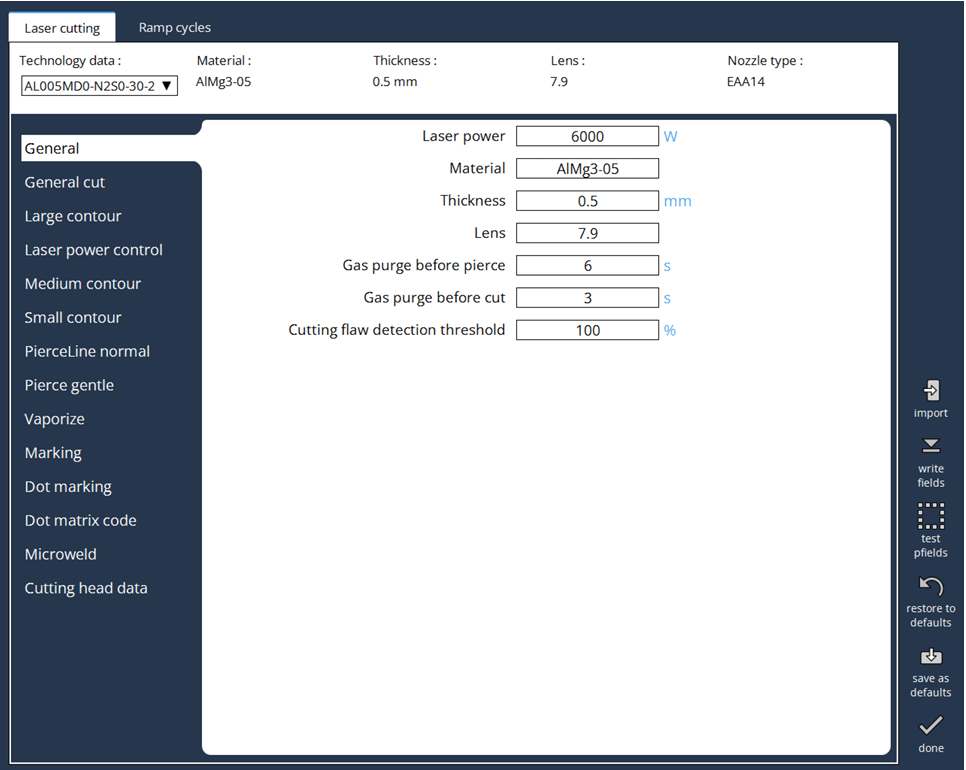 Laser cutting Ramp cycles
Technology data : Material : Thickness : Lens : Nozzle type :
AL005MD0-N2S0-30-2 ▼ AlMg3-05 0.5 mm 7.9 EAA14
General
General cut
Large contour
Laser power control
Medium contour
Small contour
PierceLine normal
Pierce gentle
Vaporize
Marking
Dot marking
Dot matrix code
Microweld
Cutting head data
Laser power 6000 W
Material AlMg3-05
Thickness 0.5 mm
Lens 7.9
Gas purge before pierce 6 s
Gas purge before cut 3 s
Cutting flaw detection threshold 100 %
import
write
fields
test
pfields
restore to
defaults
save as
defaults
done